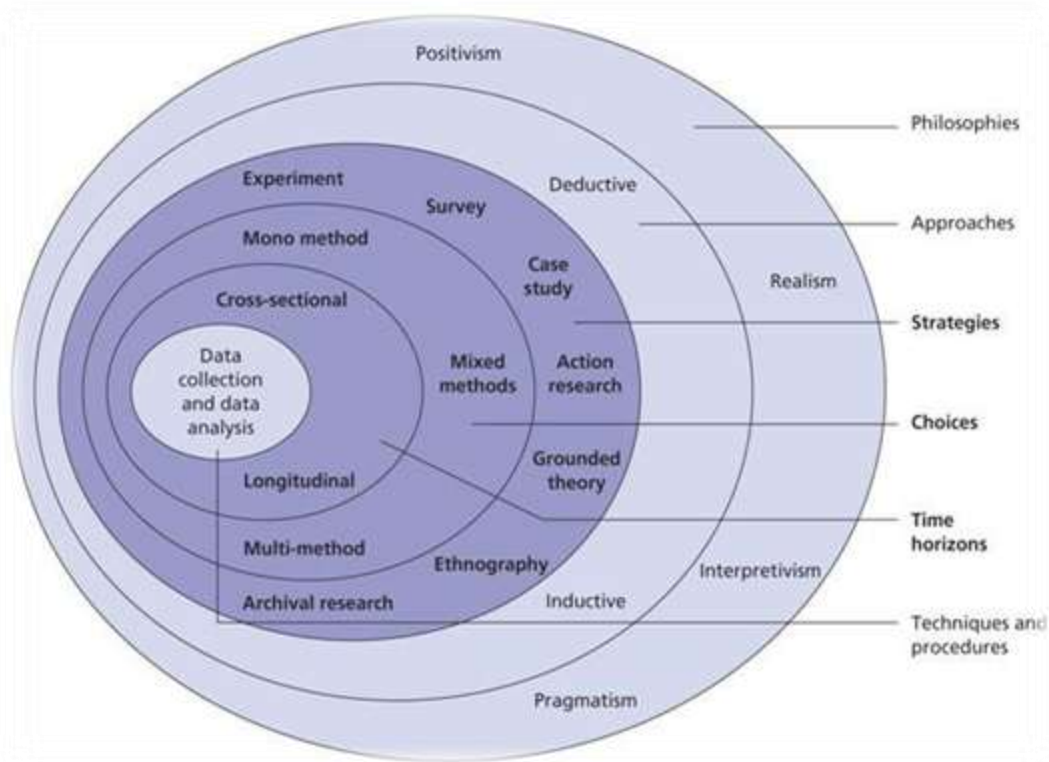 Positivism
Philosophies
Experiment
Deductive
Survey
Approaches
Mono method
Case
study
Realism
Cross-sectional
Strategies
Data
collection
and data
analysis
Mixed
methods
Action
research
Choices
Grounded
theory
Longitudinal
Time
horizons
Multi-method
Ethnography
Interpretivism
Archival research
Inductive
Techniques and
procedures
Pragmatism